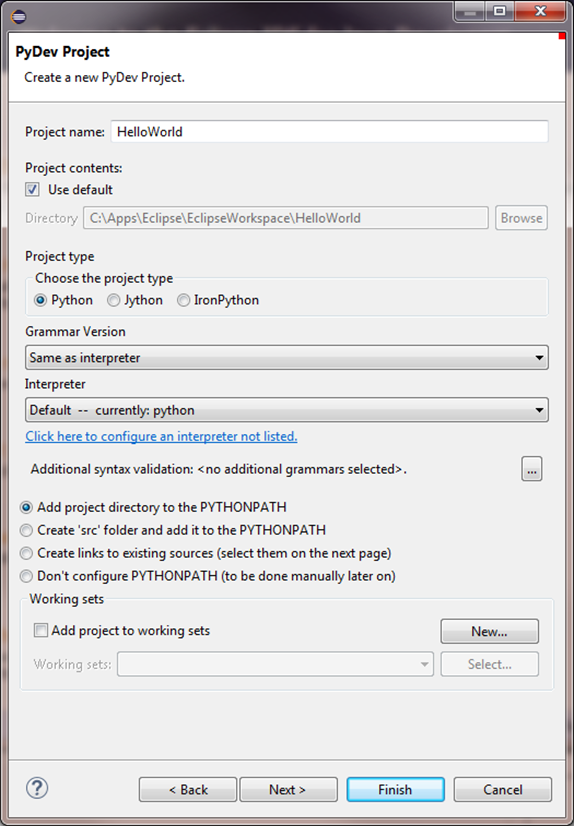 PyDev Project
Create a new PyDev Project.
Project name: HelloWorld
Project contents:
Use default
Directory C:\Apps\Eclipse\EclipseWorkspace\HelloWorld Browse
Project type
Choose the project type
Python Jython IronPython
Grammar Version
Same as interpreter
Interpreter
Default -- currently: python
Click here to configure an interpreter not listed.
Additional syntax validation: <no additional grammars selected>. ...
Add project directory to the PYTHONPATH
Create 'src' folder and add it to the PYTHONPATH
Create links to existing sources (select them on the next page)
Don't configure PYTHONPATH (to be done manually later on)
Working sets
Add project to working sets New...
Working sets: Select...
? < Back Next > Finish Cancel